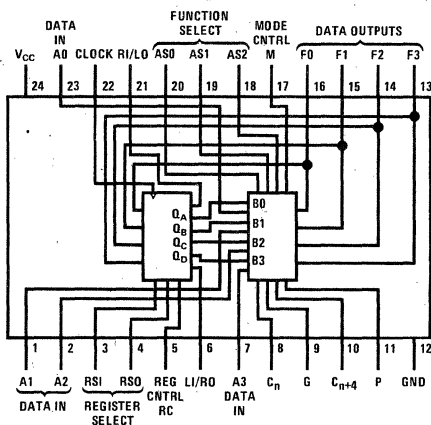 FUNCTION SELECT
DATA IN
MODE CNTRL
DATA OUTPUTS
VCC A0 CLOCK RI/LO AS0 AS1 AS2 M F0 F1 F2 F3
24 23 22 21 20 19 18 17 16 15 14 13
QA B0
QB B1
QC B2
QD B3
1 2 3 4 5 6 7 8 9 10 11 12
A1 A2 RSI RSO REG CNTRL RC LI/RO A3 DATA IN Cn G Cn+4 P GND
DATA IN
REGISTER SELECT